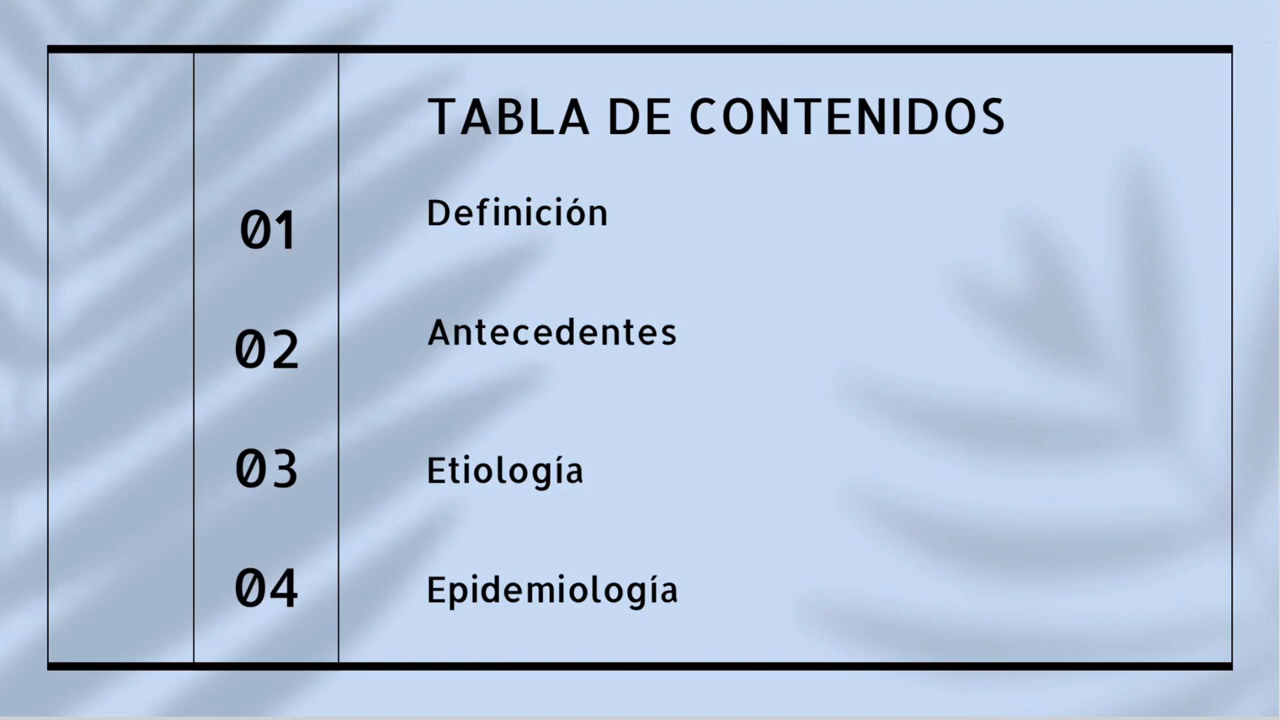 TABLA DE CONTENIDOS
01 Definición
02 Antecedentes
03 Etiología
04 Epidemiología